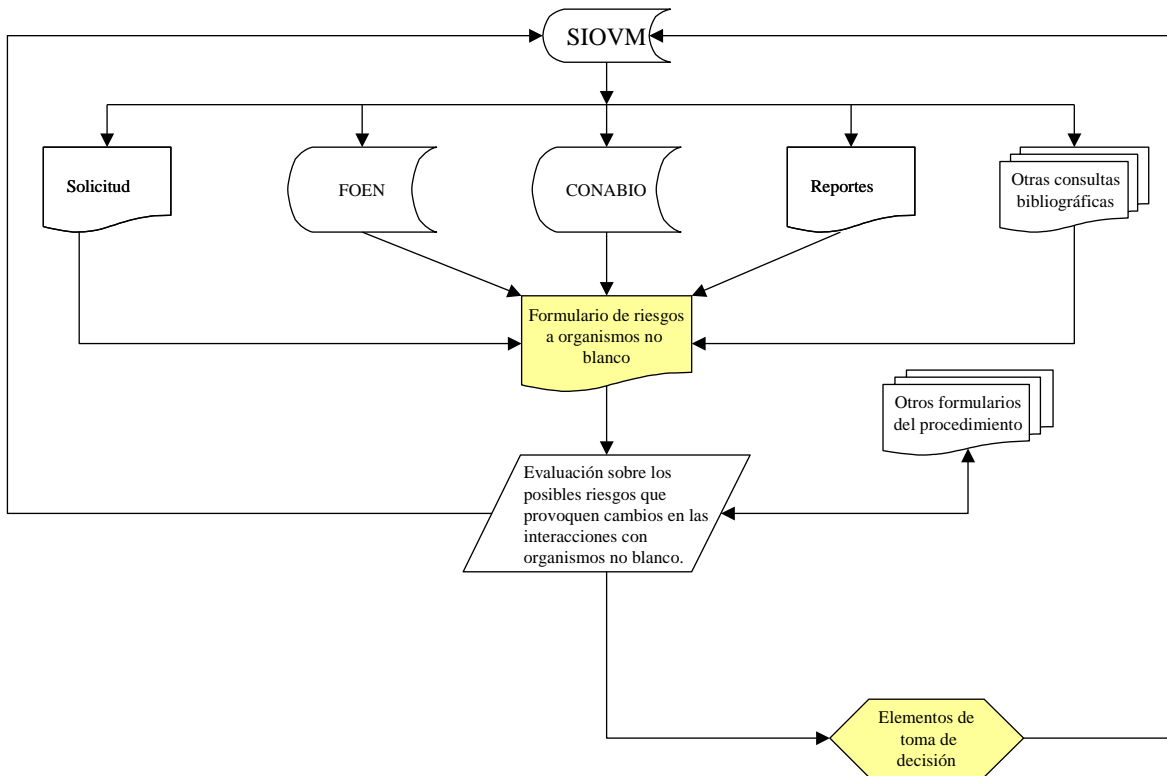 SIOVM
Solicitud
FOEN
CONABIO
Reportes
Otras consultas
bibliográficas
Formulario de riesgos
a organismos no
blanco
Otros formularios
del procedimiento
Evaluación sobre los
posibles riesgos que
provoquen cambios en las
interacciones con
organismos no blanco.
Elementos de
toma de
decisión